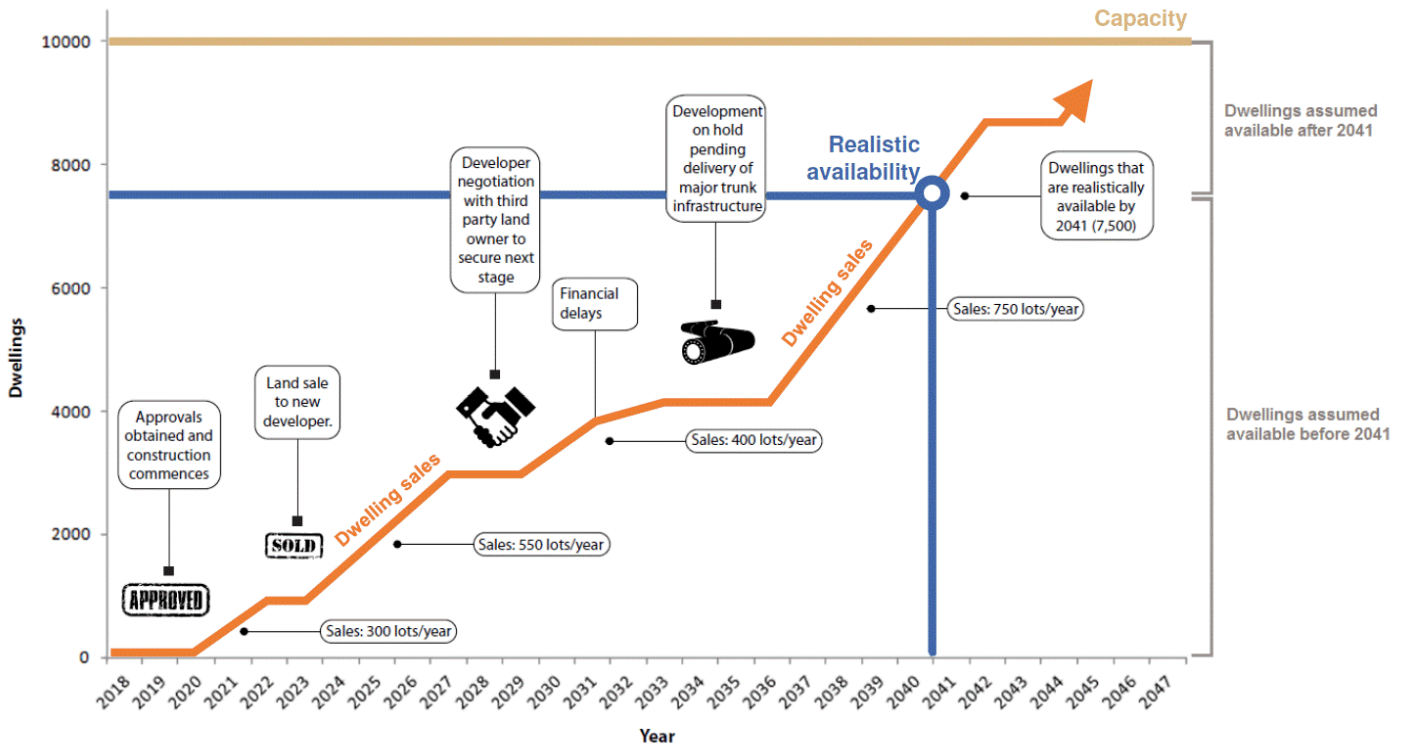 Capacity
10000
8000
6000
4000
2000
0
Dwellings
Dwellings assumed
available after 2041
Development
on hold
pending
delivery of
major trunk
infrastructure
Realistic
availability
Developer
negotiation
with third
party land
owner to
secure next
stage
Dwellings that
are realistically
available by
2041 (7,500)
Financial
delays
Dwelling sales
Sales: 750 lots/year
Land sale
to new
developer.
Approvals
obtained and
construction
commences
Dwellings assumed
available before 2041
Sales: 400 lots/year
Dwelling sales
SOLD
Sales: 550 lots/year
APPROVED
Sales: 300 lots/year
2018
2019
2020
2021
2022
2023
2024
2025
2026
2027
2028
2029
2030
2031
2032
2033
2034
2035
2036
2037
2038
2039
2040
2041
2042
2043
2044
2045
2046
2047
Year